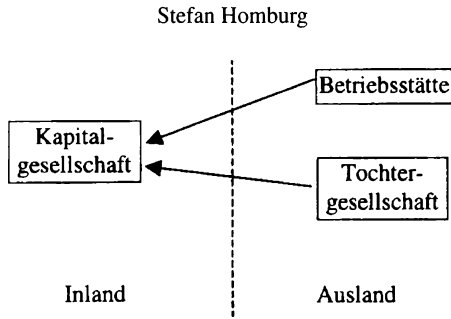 Stefan Homburg
Betriebsstätte
Kapital-
gesellschaft
Tochter-
gesellschaft
Inland
Ausland